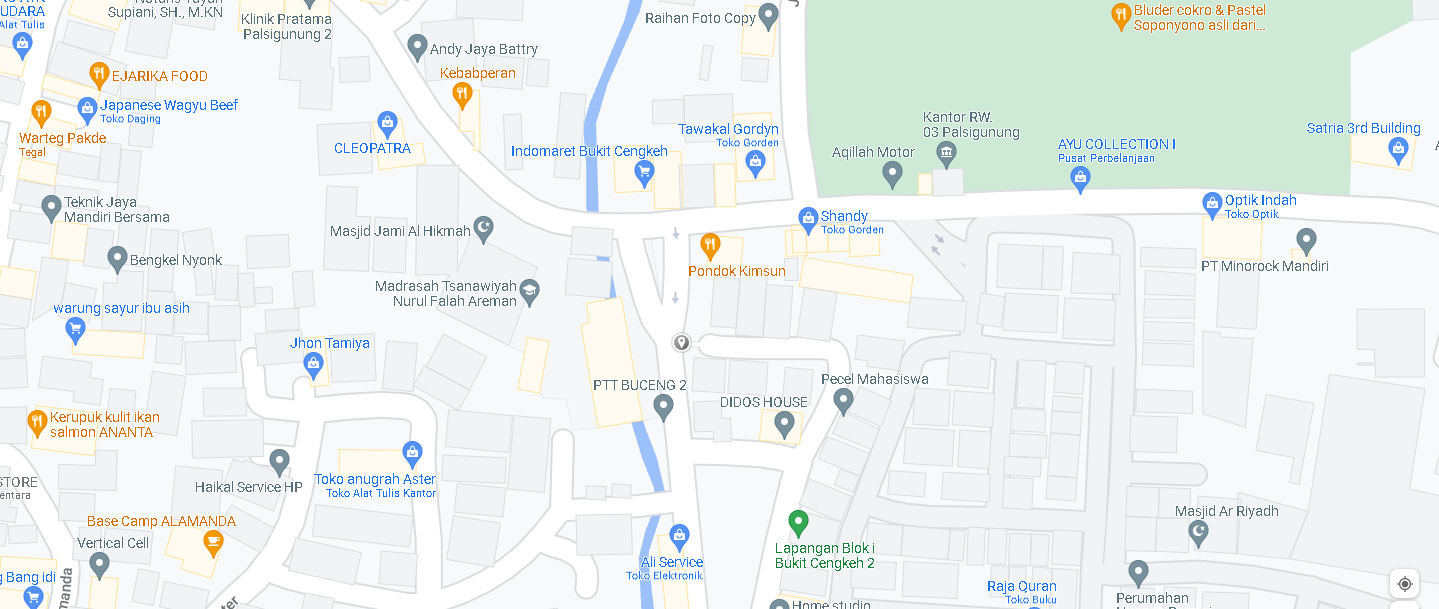 Supiani, SH., M.KN
UDARA
Alat Tulis
Klinik Pratama
Palsigunung 2
Raihan Foto Copy
Bluder cokro & Pastel
Soponyono asli dari...
Andy Jaya Battry
EJARIKA FOOD
Kebabperan
Japanese Wagyu Beef
Toko Daging
Warteg Pakde
Tegal
CLEOPATRA
Tawakal Gordyn
Toko Gorden
Indomaret Bukit Cengkeh
Kantor RW.
03 Palsigunung
Aqillah Motor
AYU COLLECTION I
Pusat Perbelanjaan
Satria 3rd Building
Teknik Jaya
Mandiri Bersama
Masjid Jami Al Hikmah
Shandy
Toko Gorden
Optik Indah
Toko Optik
Bengkel Nyonk
Pondok Kimsun
PT Minorock Mandiri
Madrasah Tsanawiyah
Nurul Falah Areman
warung sayur ibu asih
Jhon Tamiya
PTT BUCENG 2
Pecel Mahasiswa
DIDOS HOUSE
Kerupuk kulit ikan
salmon ANANTA
STORE
entara
Haikal Service HP
Toko anugrah Aster
Toko Alat Tulis Kantor
Base Camp ALAMANDA
Vertical Cell
Masjid Ar Riyadh
Lapangan Blok i
Bukit Cengkeh 2
Ali Service
Toko Elektronik
g Bang idi
manda
ter
Raja Quran
Toko Buku
Perumahan
Home studio